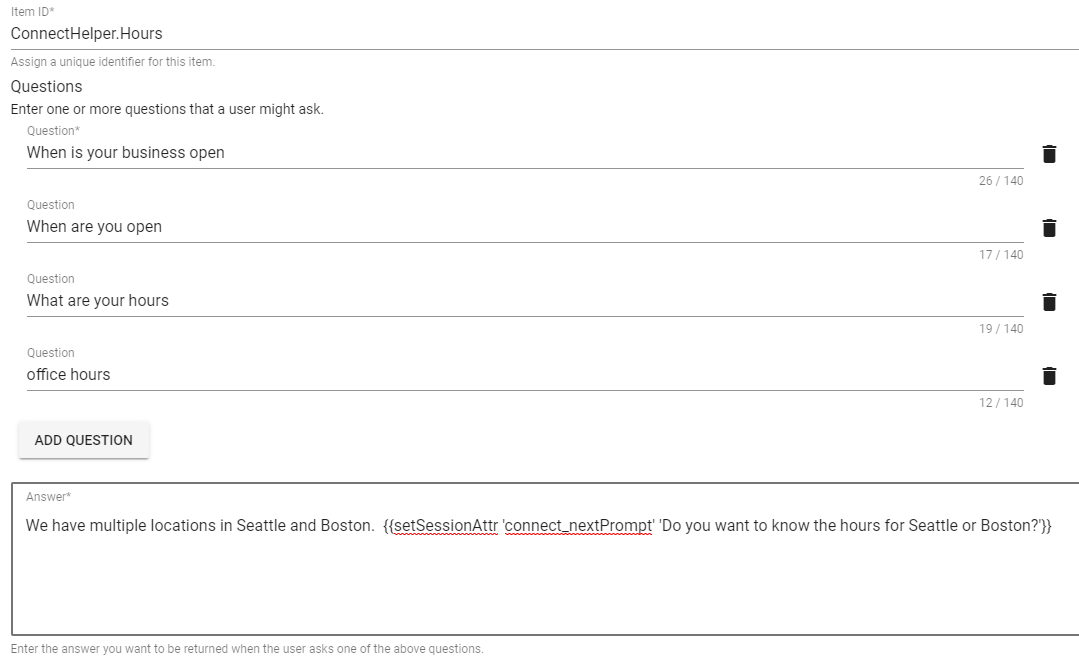 Item ID*
ConnectHelper.Hours
Assign a unique identifier for this item.
Questions
Enter one or more questions that a user might ask.
Question*
When is your business open
26 / 140
Question
When are you open
17 / 140
Question
What are your hours
19 / 140
Question
office hours
12 / 140
ADD QUESTION
Answer*
We have multiple locations in Seattle and Boston.  {{setSessionAttr 'connect_nextPrompt' 'Do you want to know the hours for Seattle or Boston?'}}
Enter the answer you want to be returned when the user asks one of the above questions.